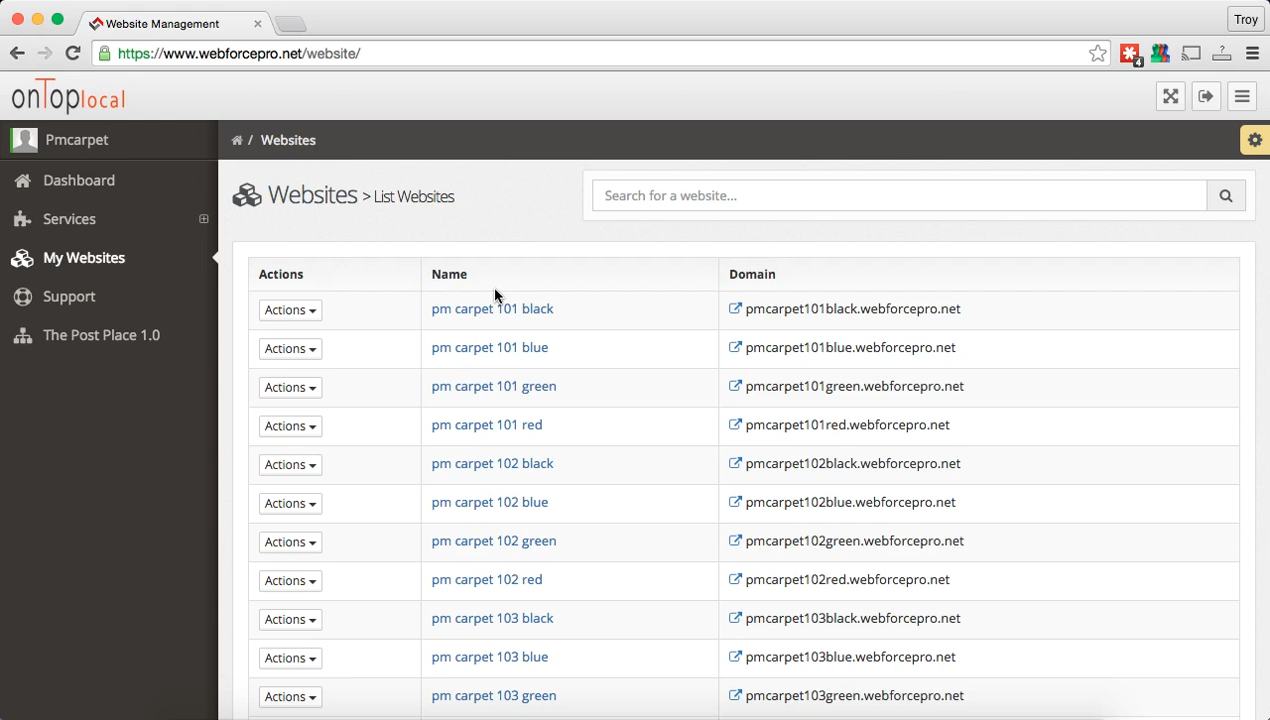 Website Management
Troy
https://www.webforcepro.net/website/
4
onToplocal
Pmcarpet
/ Websites
Dashboard
Services
My Websites
Support
The Post Place 1.0
Websites > List Websites
Search for a website...
Actions Name Domain
Actions pm carpet 101 black pmcarpet101black.webforcepro.net
Actions pm carpet 101 blue pmcarpet101blue.webforcepro.net
Actions pm carpet 101 green pmcarpet101green.webforcepro.net
Actions pm carpet 101 red pmcarpet101red.webforcepro.net
Actions pm carpet 102 black pmcarpet102black.webforcepro.net
Actions pm carpet 102 blue pmcarpet102blue.webforcepro.net
Actions pm carpet 102 green pmcarpet102green.webforcepro.net
Actions pm carpet 102 red pmcarpet102red.webforcepro.net
Actions pm carpet 103 black pmcarpet103black.webforcepro.net
Actions pm carpet 103 blue pmcarpet103blue.webforcepro.net
Actions pm carpet 103 green pmcarpet103green.webforcepro.net